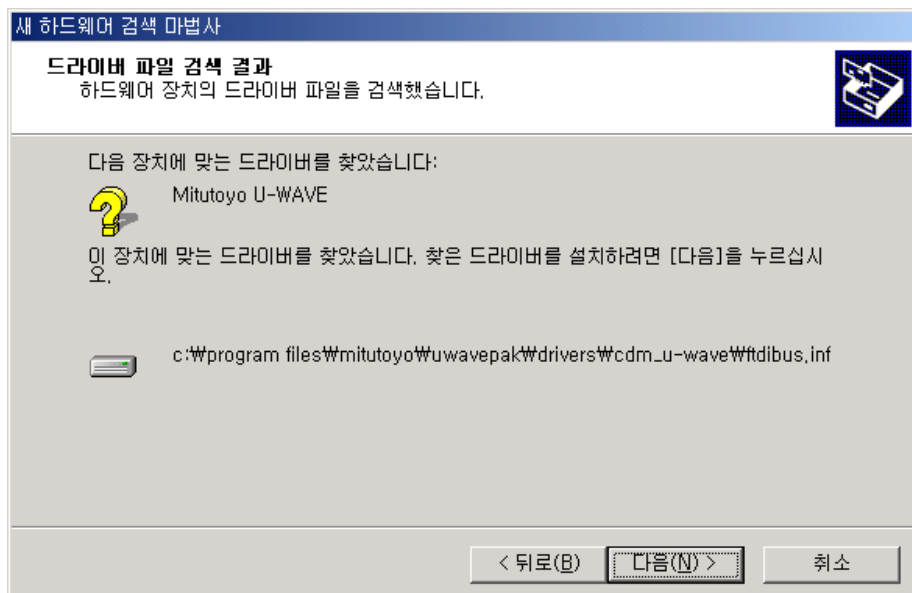 새 하드웨어 검색 마법사
드라이버 파일 검색 결과
하드웨어 장치의 드라이버 파일을 검색했습니다.
다음 장치에 맞는 드라이버를 찾았습니다:
Mitutoyo U-WAVE
이 장치에 맞는 드라이버를 찾았습니다. 찾은 드라이버를 설치하려면 [다음]을 누르십시
오.
c:₩program files₩mitutoyo₩uwavepak₩drivers₩cdm_u-wave₩ftdibus.inf
< 뒤로(B) 다음(N) > 취소